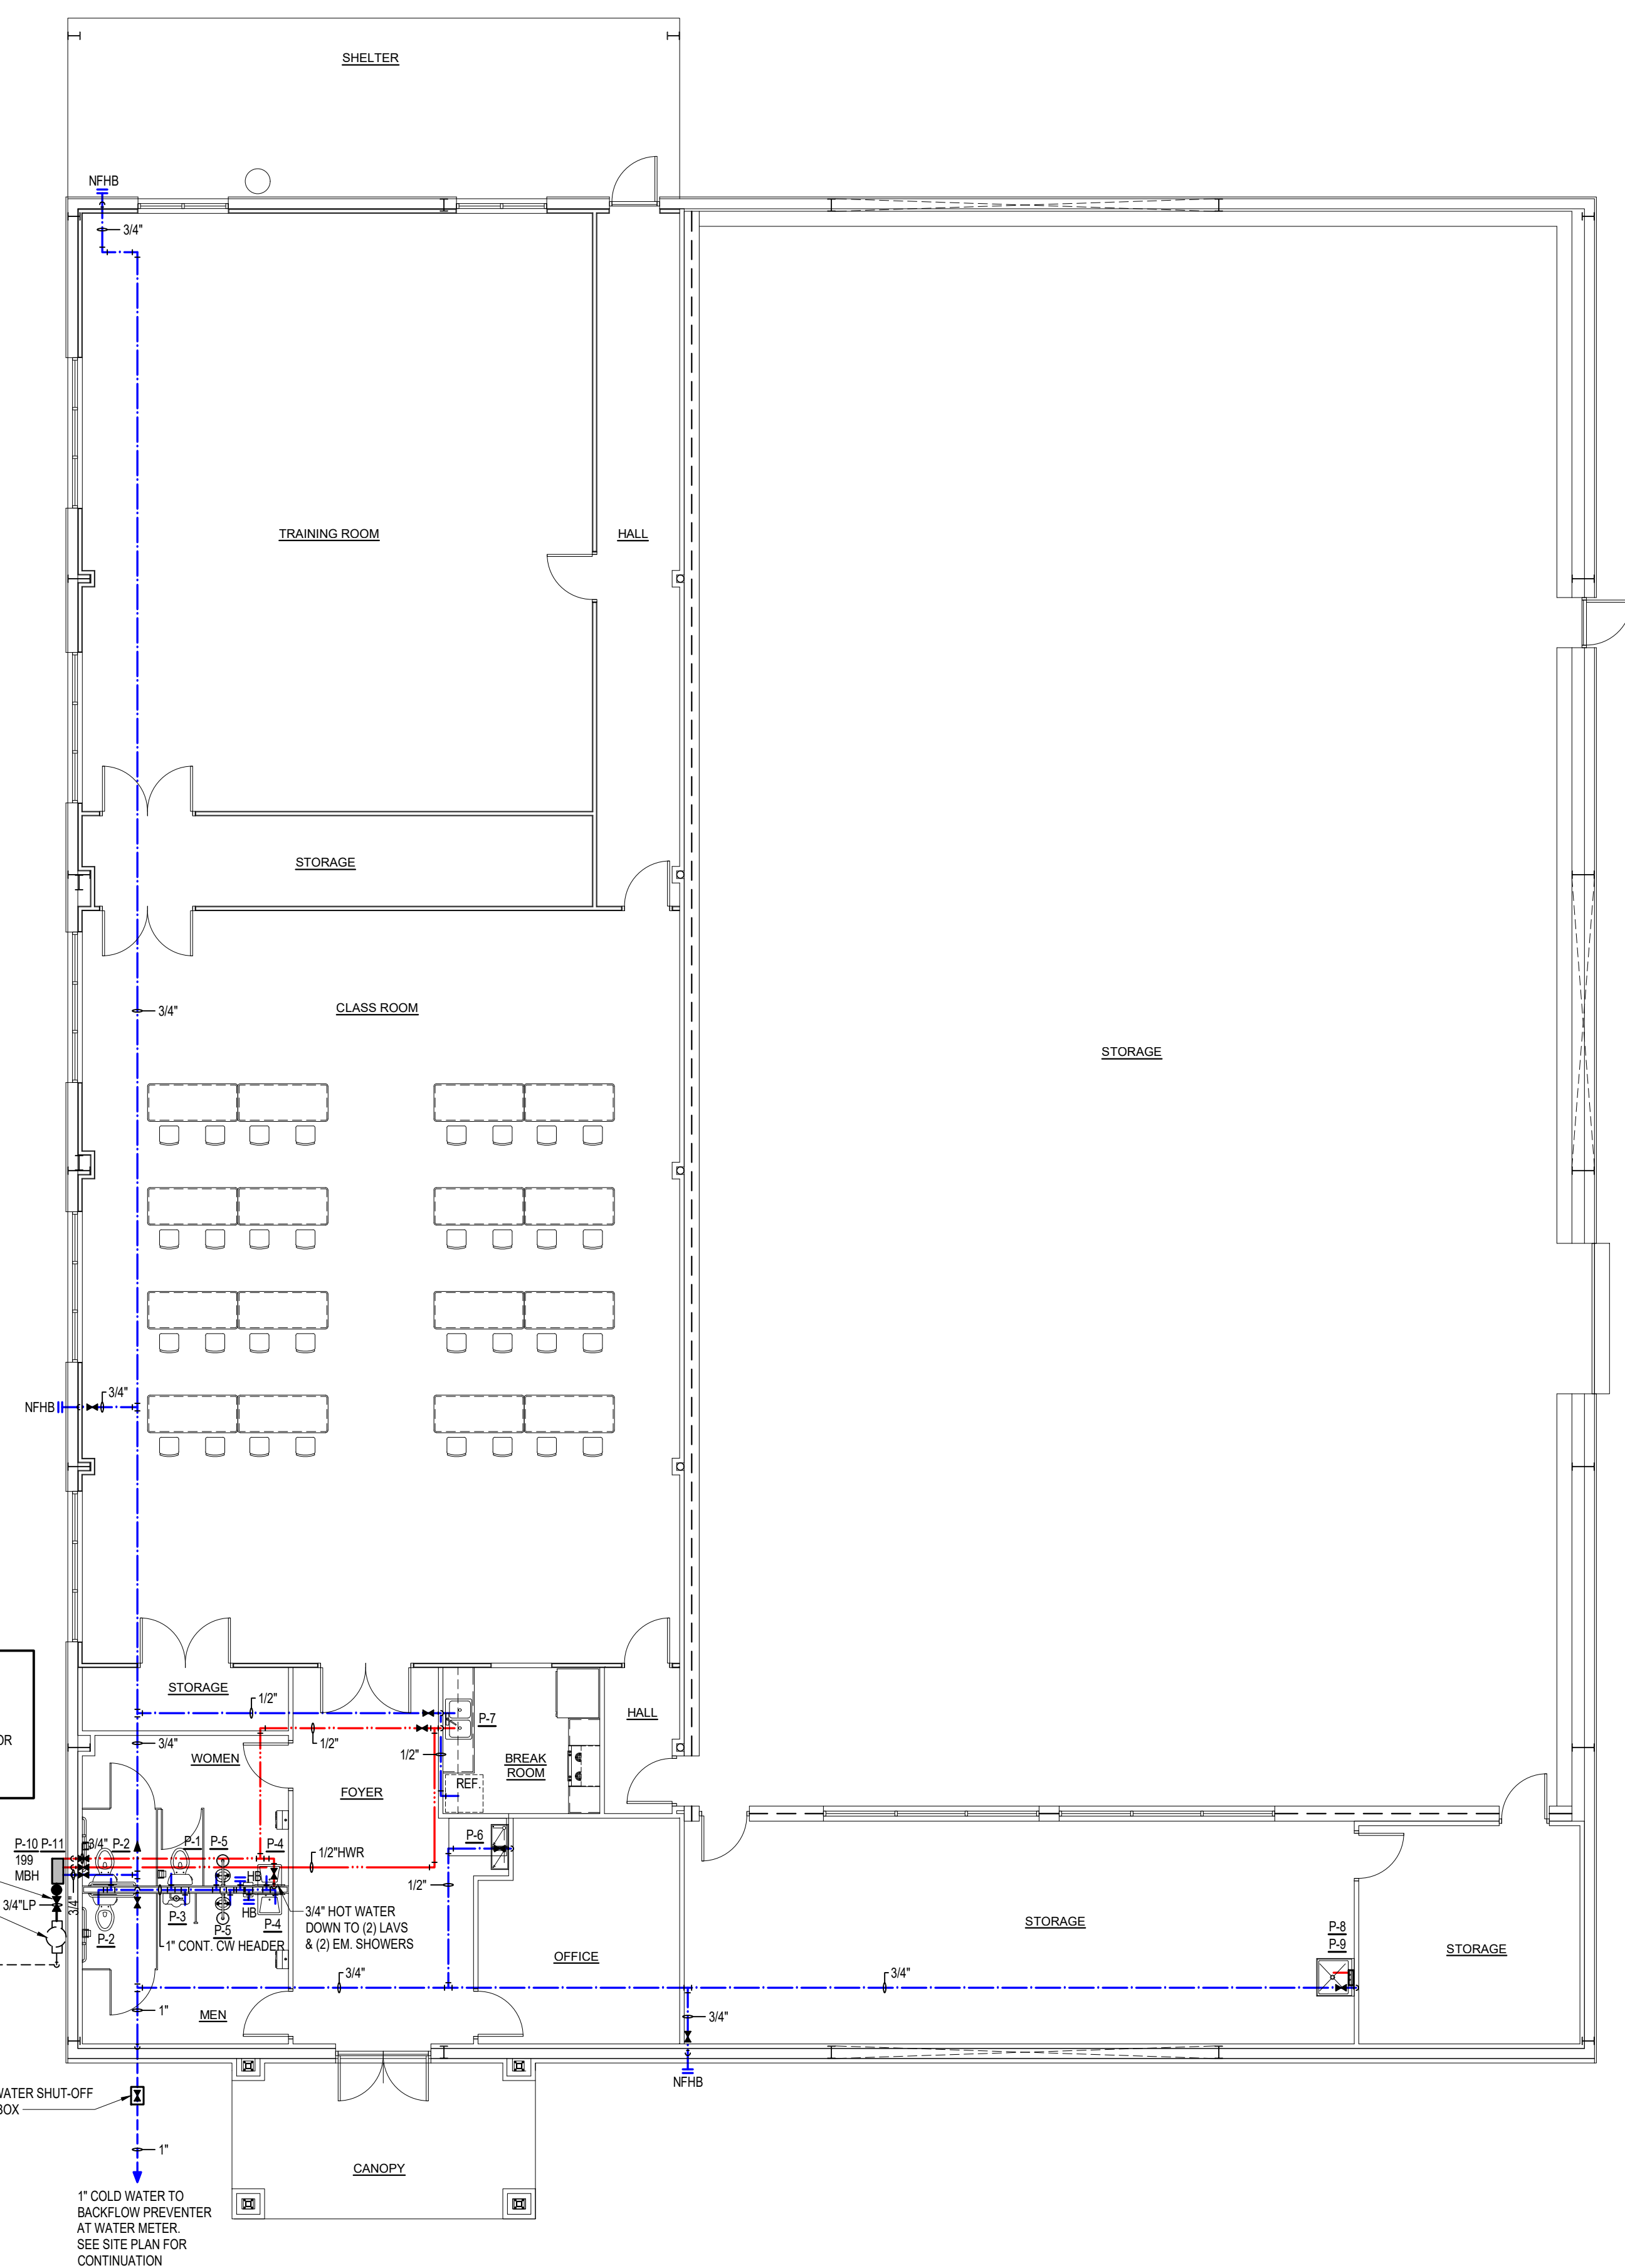 SHELTER
NFHB
3/4"
TRAINING ROOM
HALL
STORAGE
3/4"
CLASS ROOM
STORAGE
3/4"
NFHB
STORAGE
1/2"
P-7
HALL
1/2"
3/4"
OR
WOMEN
1/2"
BREAK
ROOM
FOYER
REF.
P-10 P-11
199
MBH
3/4"
P-2
P-1
P-5
P-4
P-6
1/2"HWR
HB
1/2"
3/4"LP
3/4"
P-3
HB
P-2
P-5
P-4
3/4" HOT WATER
DOWN TO (2) LAVS
& (2) EM. SHOWERS
1" CONT. CW HEADER
OFFICE
STORAGE
P-8
P-9
STORAGE
3/4"
3/4"
1"
MEN
3/4"
NFHB
WATER SHUT-OFF
BOX
1"
CANOPY
1" COLD WATER TO
BACKFLOW PREVENTER
AT WATER METER.
SEE SITE PLAN FOR
CONTINUATION